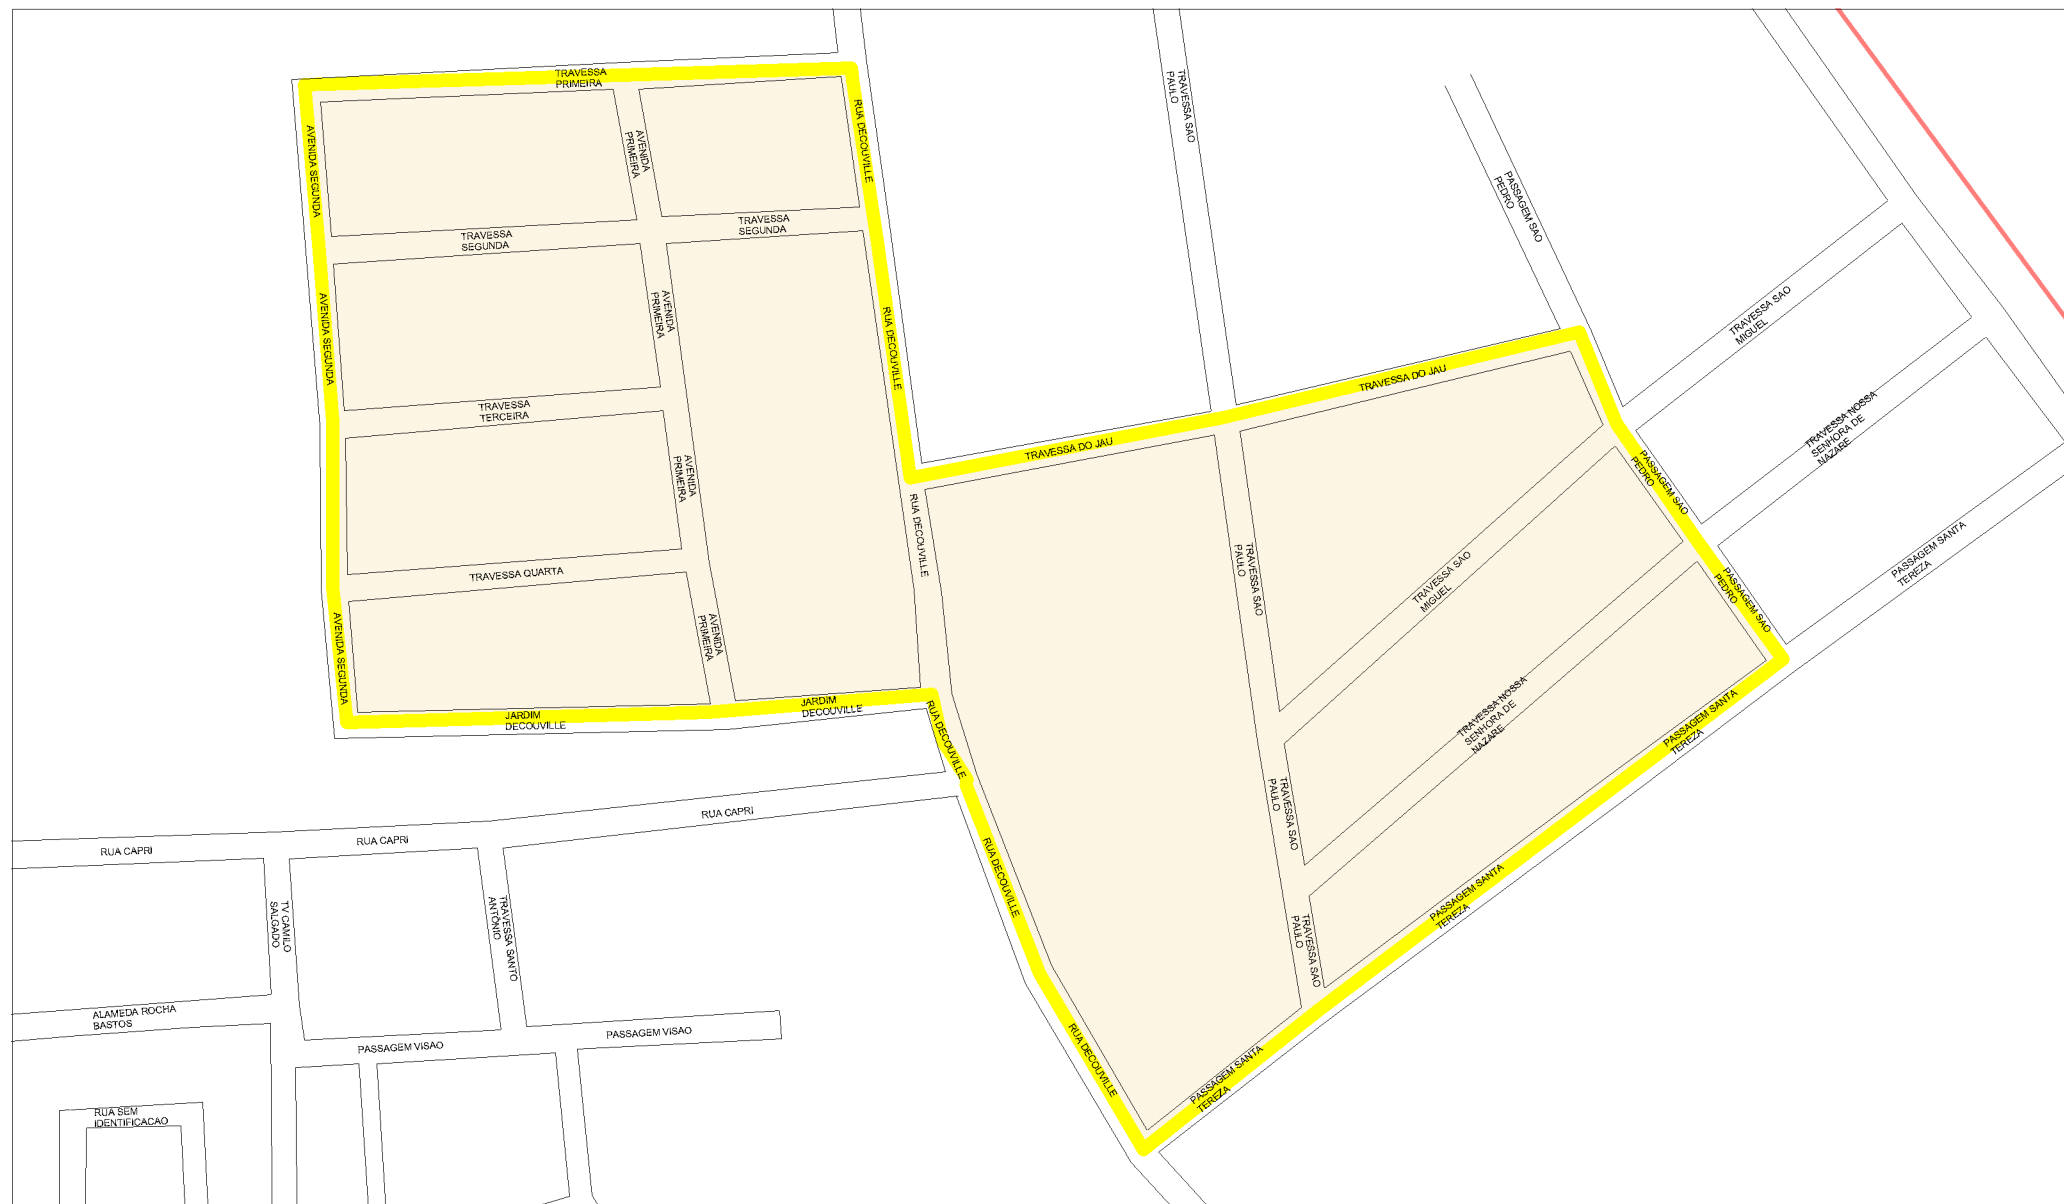 TRAVESSA
PRIMEIRA
AVENIDA SEGUNDA
AVENIDA
PRIMEIRA
RUA DECOUVILLE
TRAVESSA SAO
PAULO
PASSAGEM SAO
PEDRO
TRAVESSA
SEGUNDA
TRAVESSA
SEGUNDA
AVENIDA SEGUNDA
AVENIDA
PRIMEIRA
RUA DECOUVILLE
TRAVESSA SAO
MIGUEL
TRAVESSA DO JAU
TRAVESSA DO JAU
TRAVESSA
TERCEIRA
AVENIDA
PRIMEIRA
RUA DECOUVILLE
TRAVESSA NOSSA
SENHORA DE
NAZARE
PASSAGEM SAO
PEDRO
PASSAGEM SANTA
TEREZA
TRAVESSA QUARTA
TRAVESSA SAO
PAULO
TRAVESSA SAO
MIGUEL
PASSAGEM SAO
PEDRO
AVENIDA SEGUNDA
AVENIDA
PRIMEIRA
JARDIM
DECOUVILLE
JARDIM
DECOUVILLE
RUA DECOUVILLE
TRAVESSA NOSSA
SENHORA DE
NAZARE
PASSAGEM SANTA
TEREZA
RUA CAPRI
RUA CAPRI
RUA CAPRI
TRAVESSA SAO
PAULO
RUA DECOUVILLE
PASSAGEM SANTA
TEREZA
TV CAMILO
SALGADO
TRAVESSA SANTO
ANTÔNIO
TRAVESSA SAO
PAULO
ALAMEDA ROCHA
BASTOS
PASSAGEM VISAO
PASSAGEM VISAO
RUA DECOUVILLE
PASSAGEM SANTA
TEREZA
RUA SEM
IDENTIFICACAO